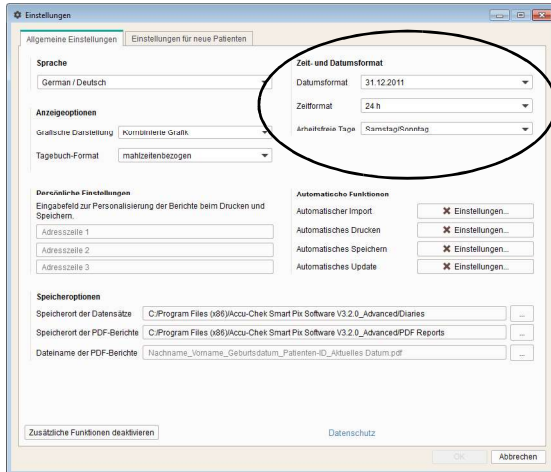 Einstellungen
Allgemeine Einstellungen
Einstellungen für neue Patienten
Sprache
German / Deutsch
Zeit- und Datumsformat
Datumsformat 31.12.2011
Zeitformat 24 h
Arbeitsfreie Tage Samstag/Sonntag
Anzeigeoptionen
Grafische Darstellung Kombinierte Grafik
Tagebuch-Format mahlzeitenbezogen
Persönliche Einstellungen
Eingabefeld zur Personalisierung der Berichte beim Drucken und
Speichern.
Adresszeile 1
Adresszeile 2
Adresszeile 3
Automatische Funktionen
Automatischer Import Einstellungen...
Automatisches Drucken Einstellungen...
Automatisches Speichern Einstellungen...
Automatisches Update Einstellungen...
Speicheroptionen
Speicherort der Datensätze C:/Program Files (x86)/Accu-Chek Smart Pix Software V3.2.0_Advanced/Diaries ...
Speicherort der PDF-Berichte C:/Program Files (x86)/Accu-Chek Smart Pix Software V3.2.0_Advanced/PDF Reports ...
Dateiname der PDF-Berichte Nachname_Vorname_Geburtsdatum_Patienten-ID_Aktuelles Datum.pdf ...
Zusätzliche Funktionen deaktivieren
Datenschutz
OK Abbrechen